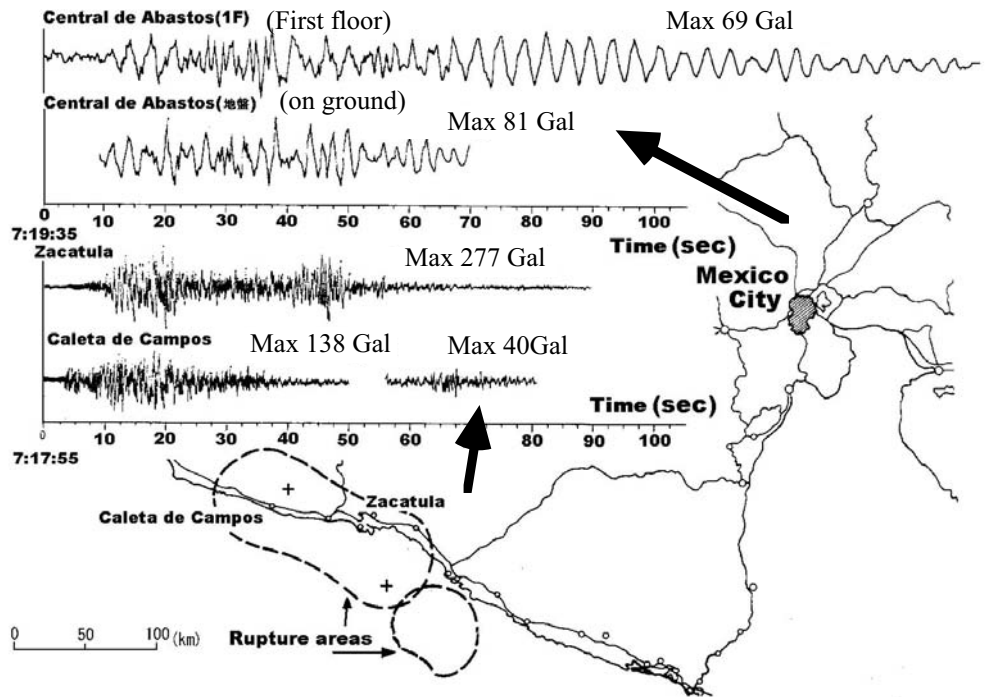 Central de Abastos(1F) (First floor) Max 69 Gal
Central de Abastos(地盤) (on ground) Max 81 Gal
0 10 20 30 40 50 60 70 80 90 100
7:19:35
Time (sec)
Zacatula Max 277 Gal
Mexico
City
Caleta de Campos Max 138 Gal Max 40Gal
Time (sec)
0 10 20 30 40 50 60 70 80 90 100
7:17:55
Zacatula
Caleta de Campos
Rupture areas
0 50 100 (km)